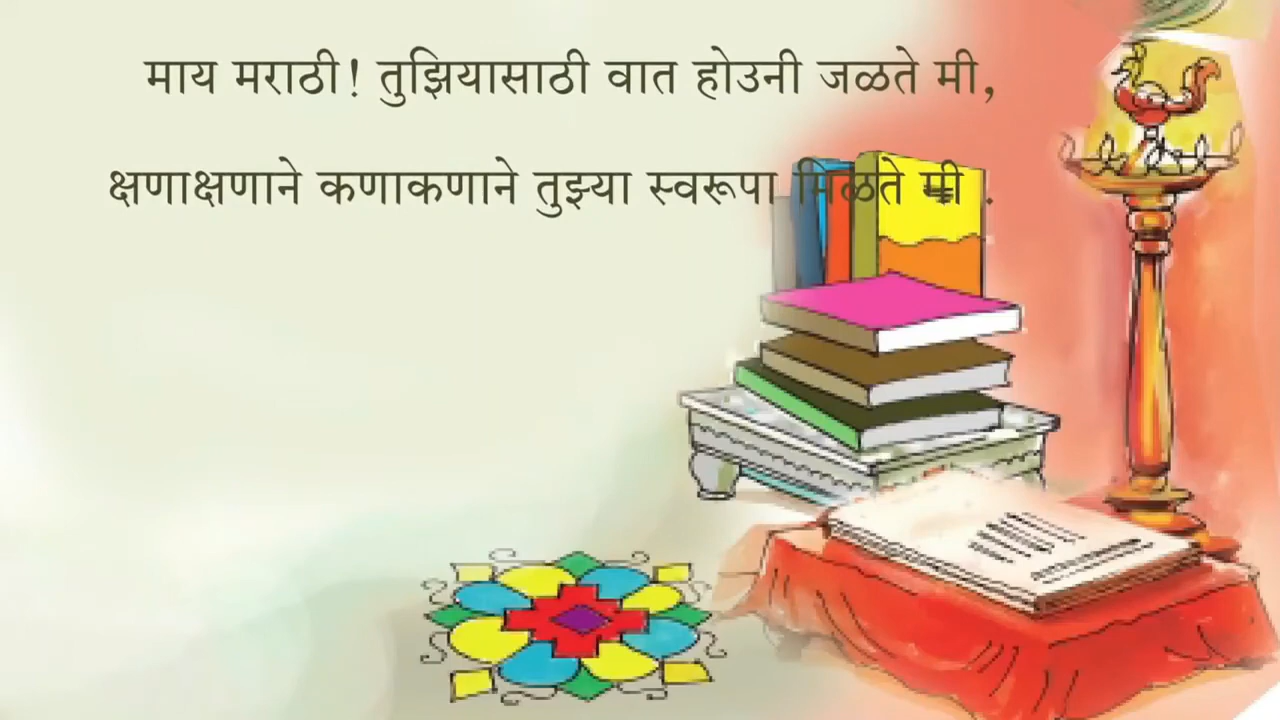 माय मराठी! तुझियासाठी वात होउनी जळते मी,
क्षणाक्षणाने कणाकणाने तुझ्या स्वरूपा मिळते मी .